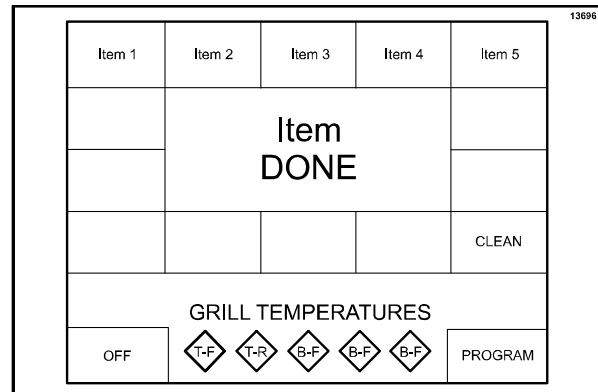 13696
Item 1 Item 2 Item 3 Item 4 Item 5
Item
DONE
CLEAN
GRILL TEMPERATURES
OFF T-F T-R B-F B-F B-F PROGRAM